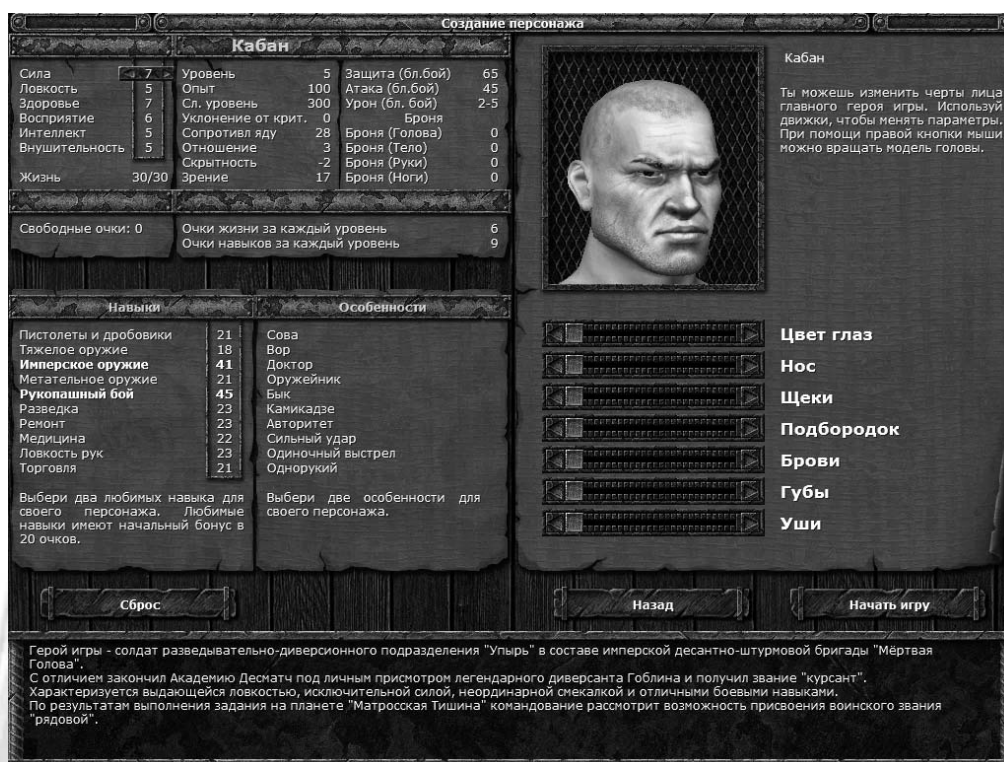 Создание персонажа
Кабан
Сила 7
Ловкость 5
Здоровье 7
Восприятие 6
Интеллект 5
Внушительность 5
Жизнь 30/30
Уровень 5
Опыт 100
Сл. уровень 300
Уклонение от крит. 0
Сопротивл яду 28
Отношение 3
Скрытность -2
Зрение 17
Защита (бл.бой) 65
Атака (бл.бой) 45
Урон (бл. бой) 2-5
Броня
Броня (Голова) 0
Броня (Тело) 0
Броня (Руки) 0
Броня (Ноги) 0
Свободные очки: 0
Очки жизни за каждый уровень 6
Очки навыков за каждый уровень 9
Навыки
Пистолеты и дробовики 21
Тяжелое оружие 18
Имперское оружие 41
Метательное оружие 21
Рукопашный бой 45
Разведка 23
Ремонт 23
Медицина 22
Ловкость рук 23
Торговля 21
Выбери два любимых навыка для
своего персонажа. Любимые
навыки имеют начальный бонус в
20 очков.
Особенности
Сова
Вор
Доктор
Оружейник
Бык
Камикадзе
Авторитет
Сильный удар
Одиночный выстрел
Однорукий
Выбери две особенности для
своего персонажа.
Кабан
Ты можешь изменить черты лица
главного героя игры. Используй
движки, чтобы менять параметры.
При помощи правой кнопки мыши
можно вращать модель головы.
Цвет глаз
Нос
Щеки
Подбородок
Брови
Губы
Уши
Сброс
Назад
Начать игру
Герой игры - солдат разведывательно-диверсионного подразделения "Упырь" в составе имперской десантно-штурмовой бригады "Мёртвая
Голова".
С отличием закончил Академию Десматч под личным присмотром легендарного диверсанта Гоблина и получил звание "курсант".
Характеризуется выдающейся ловкостью, исключительной силой, неординарной смекалкой и отличными боевыми навыками.
По результатам выполнения задания на планете "Матросская Тишина" командование рассмотрит возможность присвоения воинского звания
"рядовой".